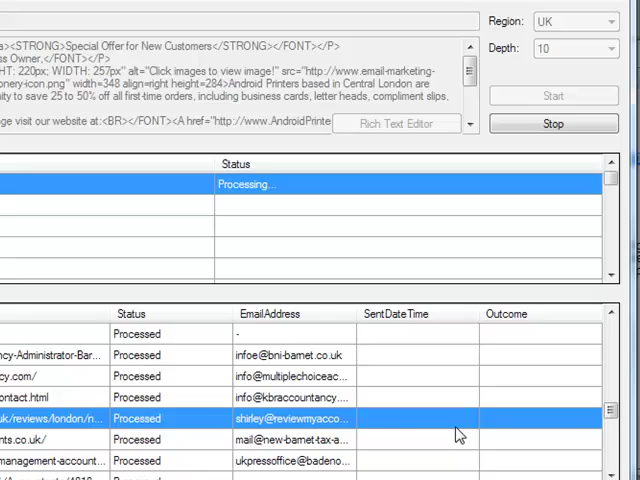 Region: UK
a><STRONG>Special Offer for New Customers</STRONG></FONT></P>
ss Owner,</FONT></P>
Depth: 10
HT: 220px; WIDTH: 257px" alt="Click images to view image!" src="http://www.email-marketing-
onery-icon.png" width=348 align=right height=284>Android Printers based in Central London are
nity to save 25 to 50% off all first-time orders, including business cards, letter heads, compliment slips,
Start
ge visit our website at:<BR></FONT><A href="http://www.AndroidPrinte
Rich Text Editor
Stop
Status
Processing...
Status EmailAddress SentDateTime Outcome
Processed -
ncy-Administrator-Bar... Processed infoe@bni-barnet.co.uk
cy.com/ Processed info@multiplechoiceac...
ontact.html Processed info@kbraccountancy...
uk/reviews/london/n... Processed shirley@reviewmyacco...
nts.co.uk/ Processed mail@new-barnet-tax-a...
management-account... Processed ukpressoffice@badeno...
Processed